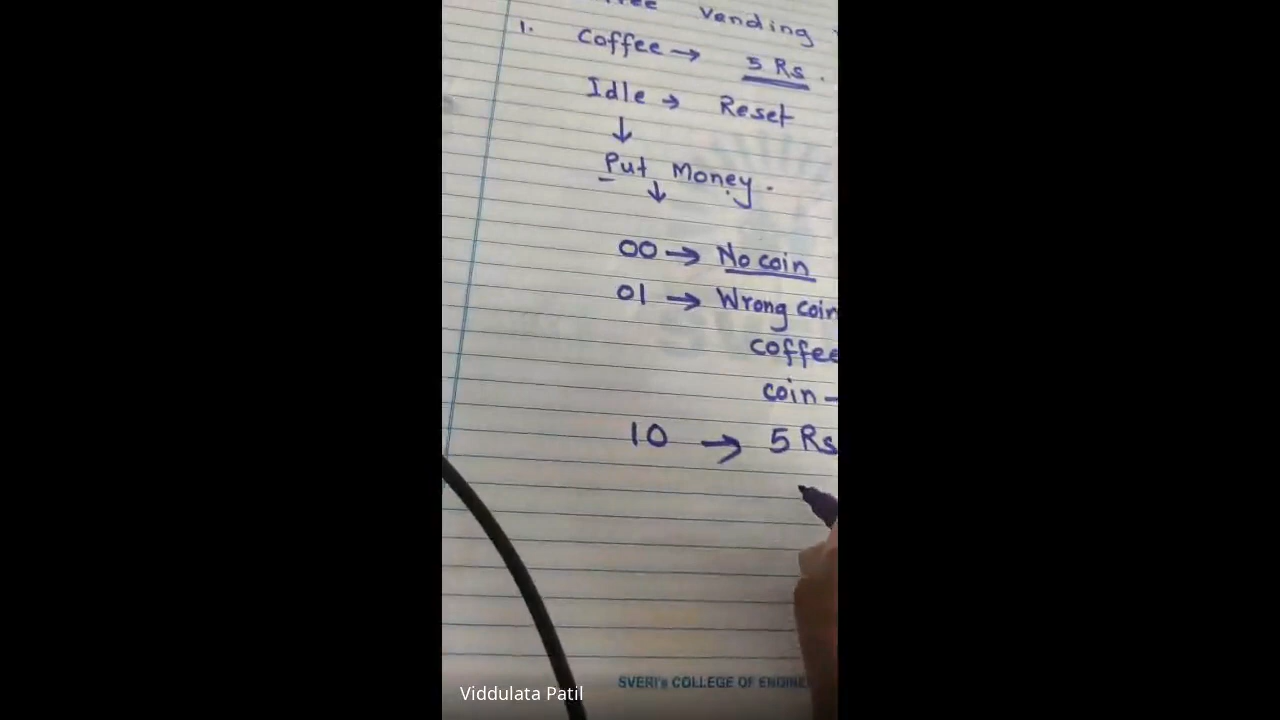 Vending
1. Coffee → 5 Rs.
Idle → Reset
↓
Put Money.
↓
00 → No coin
01 → Wrong coin
coffee
coin -
10 → 5 Rs
SVERI's COLLEGE OF
Viddulata Patil